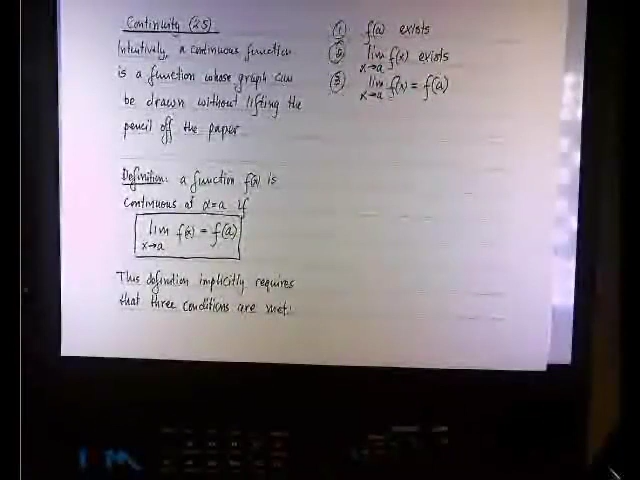 Continuity (2.5)
Intuitively, a continuous function
is a function whose graph can
be drawn without lifting the
pencil off the paper
Definition: a function f(x) is
continuous at x=a if
lim f(x) = f(a)
x→a
This definition implicitly requires
that three conditions are met:
① f(a) exists
② lim f(x) exists
x→a
③ lim f(x) = f(a)
x→a